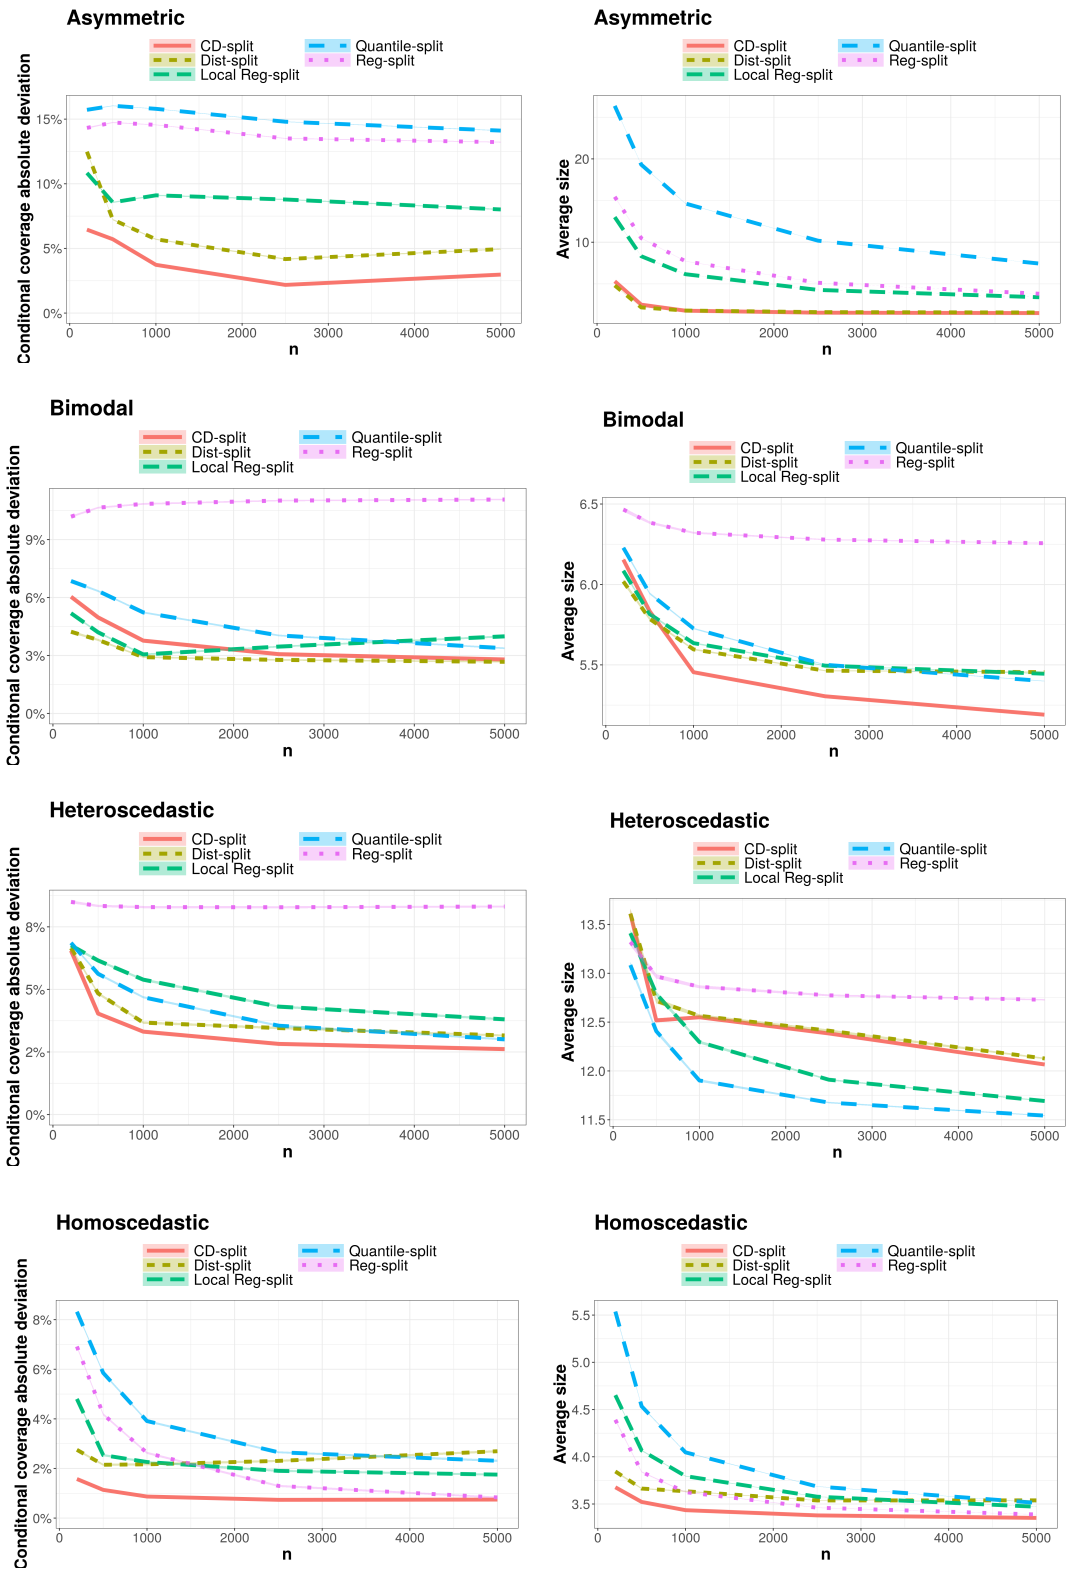 Asymmetric
CD-split
Dist-split
Local Reg-split
Quantile-split
Reg-split
Conditonal coverage absolute deviation
15%
10%
5%
0%
0
1000
2000
3000
4000
5000
n
Asymmetric
CD-split
Dist-split
Local Reg-split
Quantile-split
Reg-split
Average size
20
10
0
1000
2000
3000
4000
5000
n
Bimodal
CD-split
Dist-split
Local Reg-split
Quantile-split
Reg-split
Conditonal coverage absolute deviation
9%
6%
3%
0%
0
1000
2000
3000
4000
5000
n
Bimodal
CD-split
Dist-split
Local Reg-split
Quantile-split
Reg-split
Average size
6.5
6.0
5.5
0
1000
2000
3000
4000
5000
n
Heteroscedastic
CD-split
Dist-split
Local Reg-split
Quantile-split
Reg-split
Conditonal coverage absolute deviation
8%
5%
2%
0%
0
1000
2000
3000
4000
5000
n
Heteroscedastic
CD-split
Dist-split
Local Reg-split
Quantile-split
Reg-split
Average size
13.5
13.0
12.5
12.0
11.5
0
1000
2000
3000
4000
5000
n
Homoscedastic
CD-split
Dist-split
Local Reg-split
Quantile-split
Reg-split
Conditonal coverage absolute deviation
8%
6%
4%
2%
0%
0
1000
2000
3000
4000
5000
n
Homoscedastic
CD-split
Dist-split
Local Reg-split
Quantile-split
Reg-split
Average size
5.5
5.0
4.5
4.0
3.5
0
1000
2000
3000
4000
5000
n